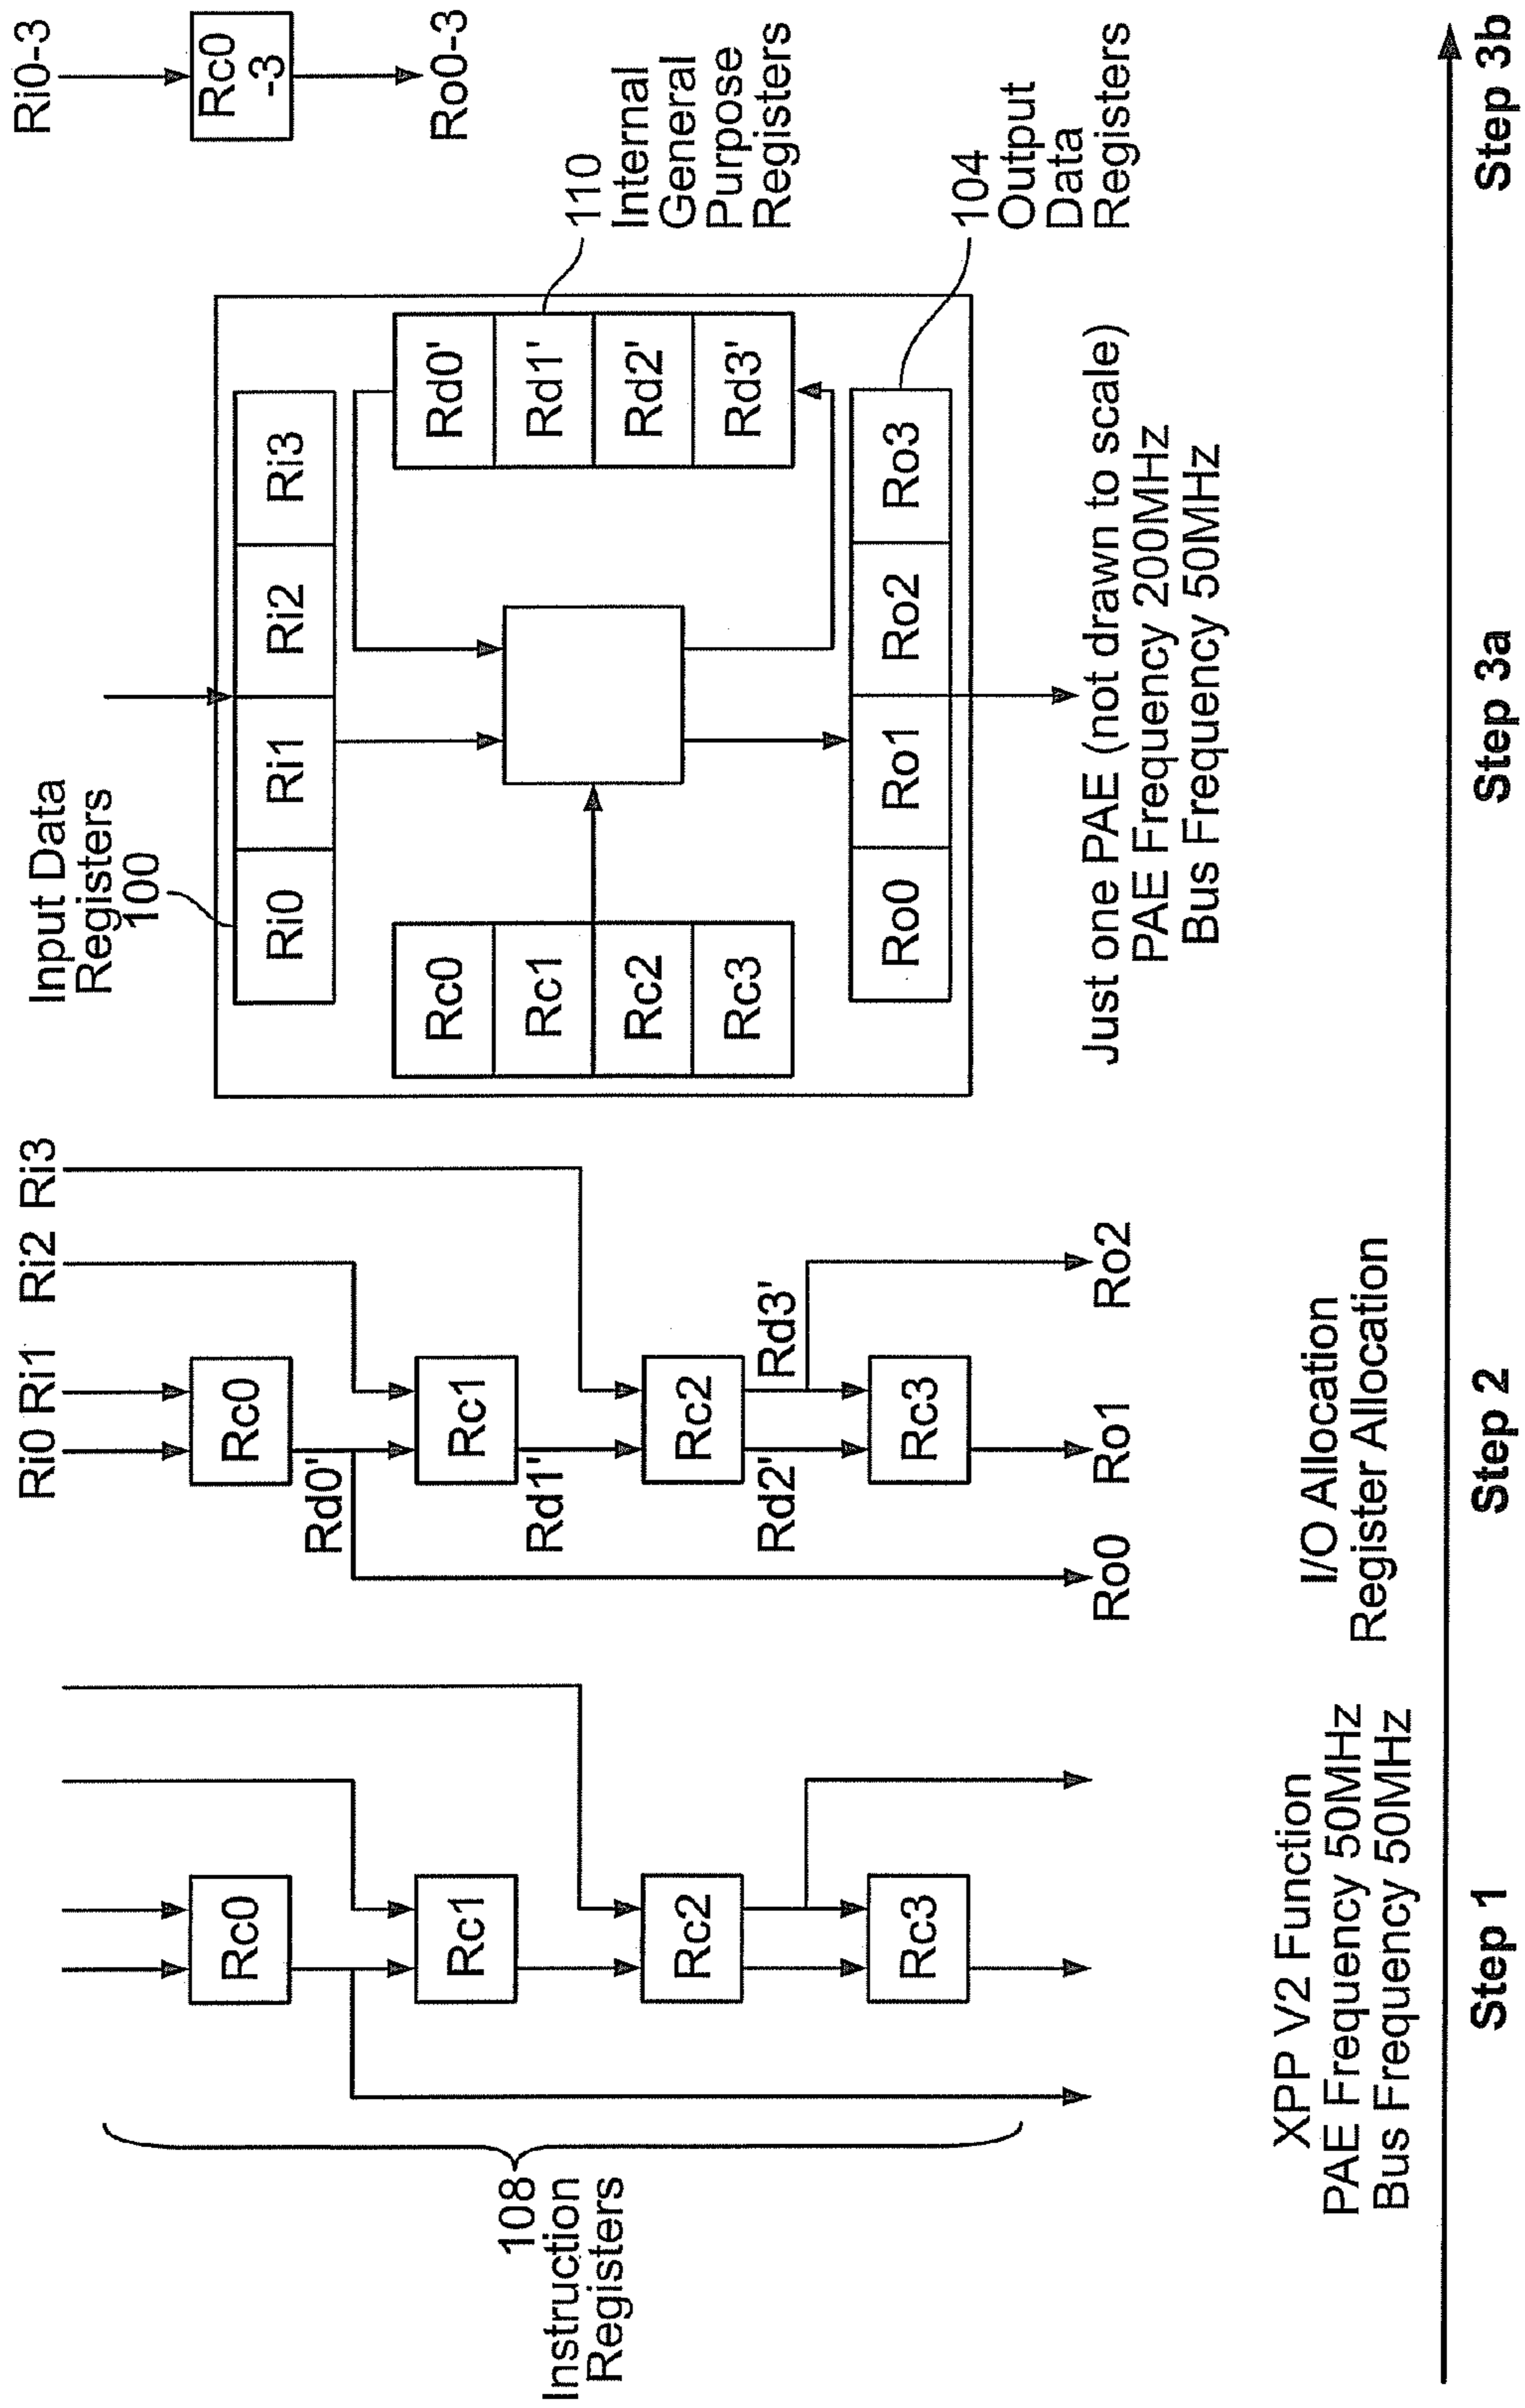 108
Instruction
Registers
Rc0
Rc1
Rc2
Rc3
XPP V2 Function
PAE Frequency 50MHz
Bus Frequency 50MHz
Step 1
Ri0 Ri1 Ri2 Ri3
Rc0
Rd0'
Rc1
Rd1'
Rc2
Rd2'
Rd3'
Rc3
Ro0 Ro1 Ro2
I/O Allocation
Register Allocation
Step 2
Input Data
Registers
100
Ri0 Ri1 Ri2 Ri3
Rc0
Rc1
Rc2
Rc3
Rd0'
Rd1'
Rd2'
Rd3'
Ro0 Ro1 Ro2 Ro3
110
Internal
General
Purpose
Registers
104
Output
Data
Registers
Just one PAE (not drawn to scale)
PAE Frequency 200MHz
Bus Frequency 50MHz
Step 3a
Ri0-3
Rc0
-3
Ro0-3
Step 3b